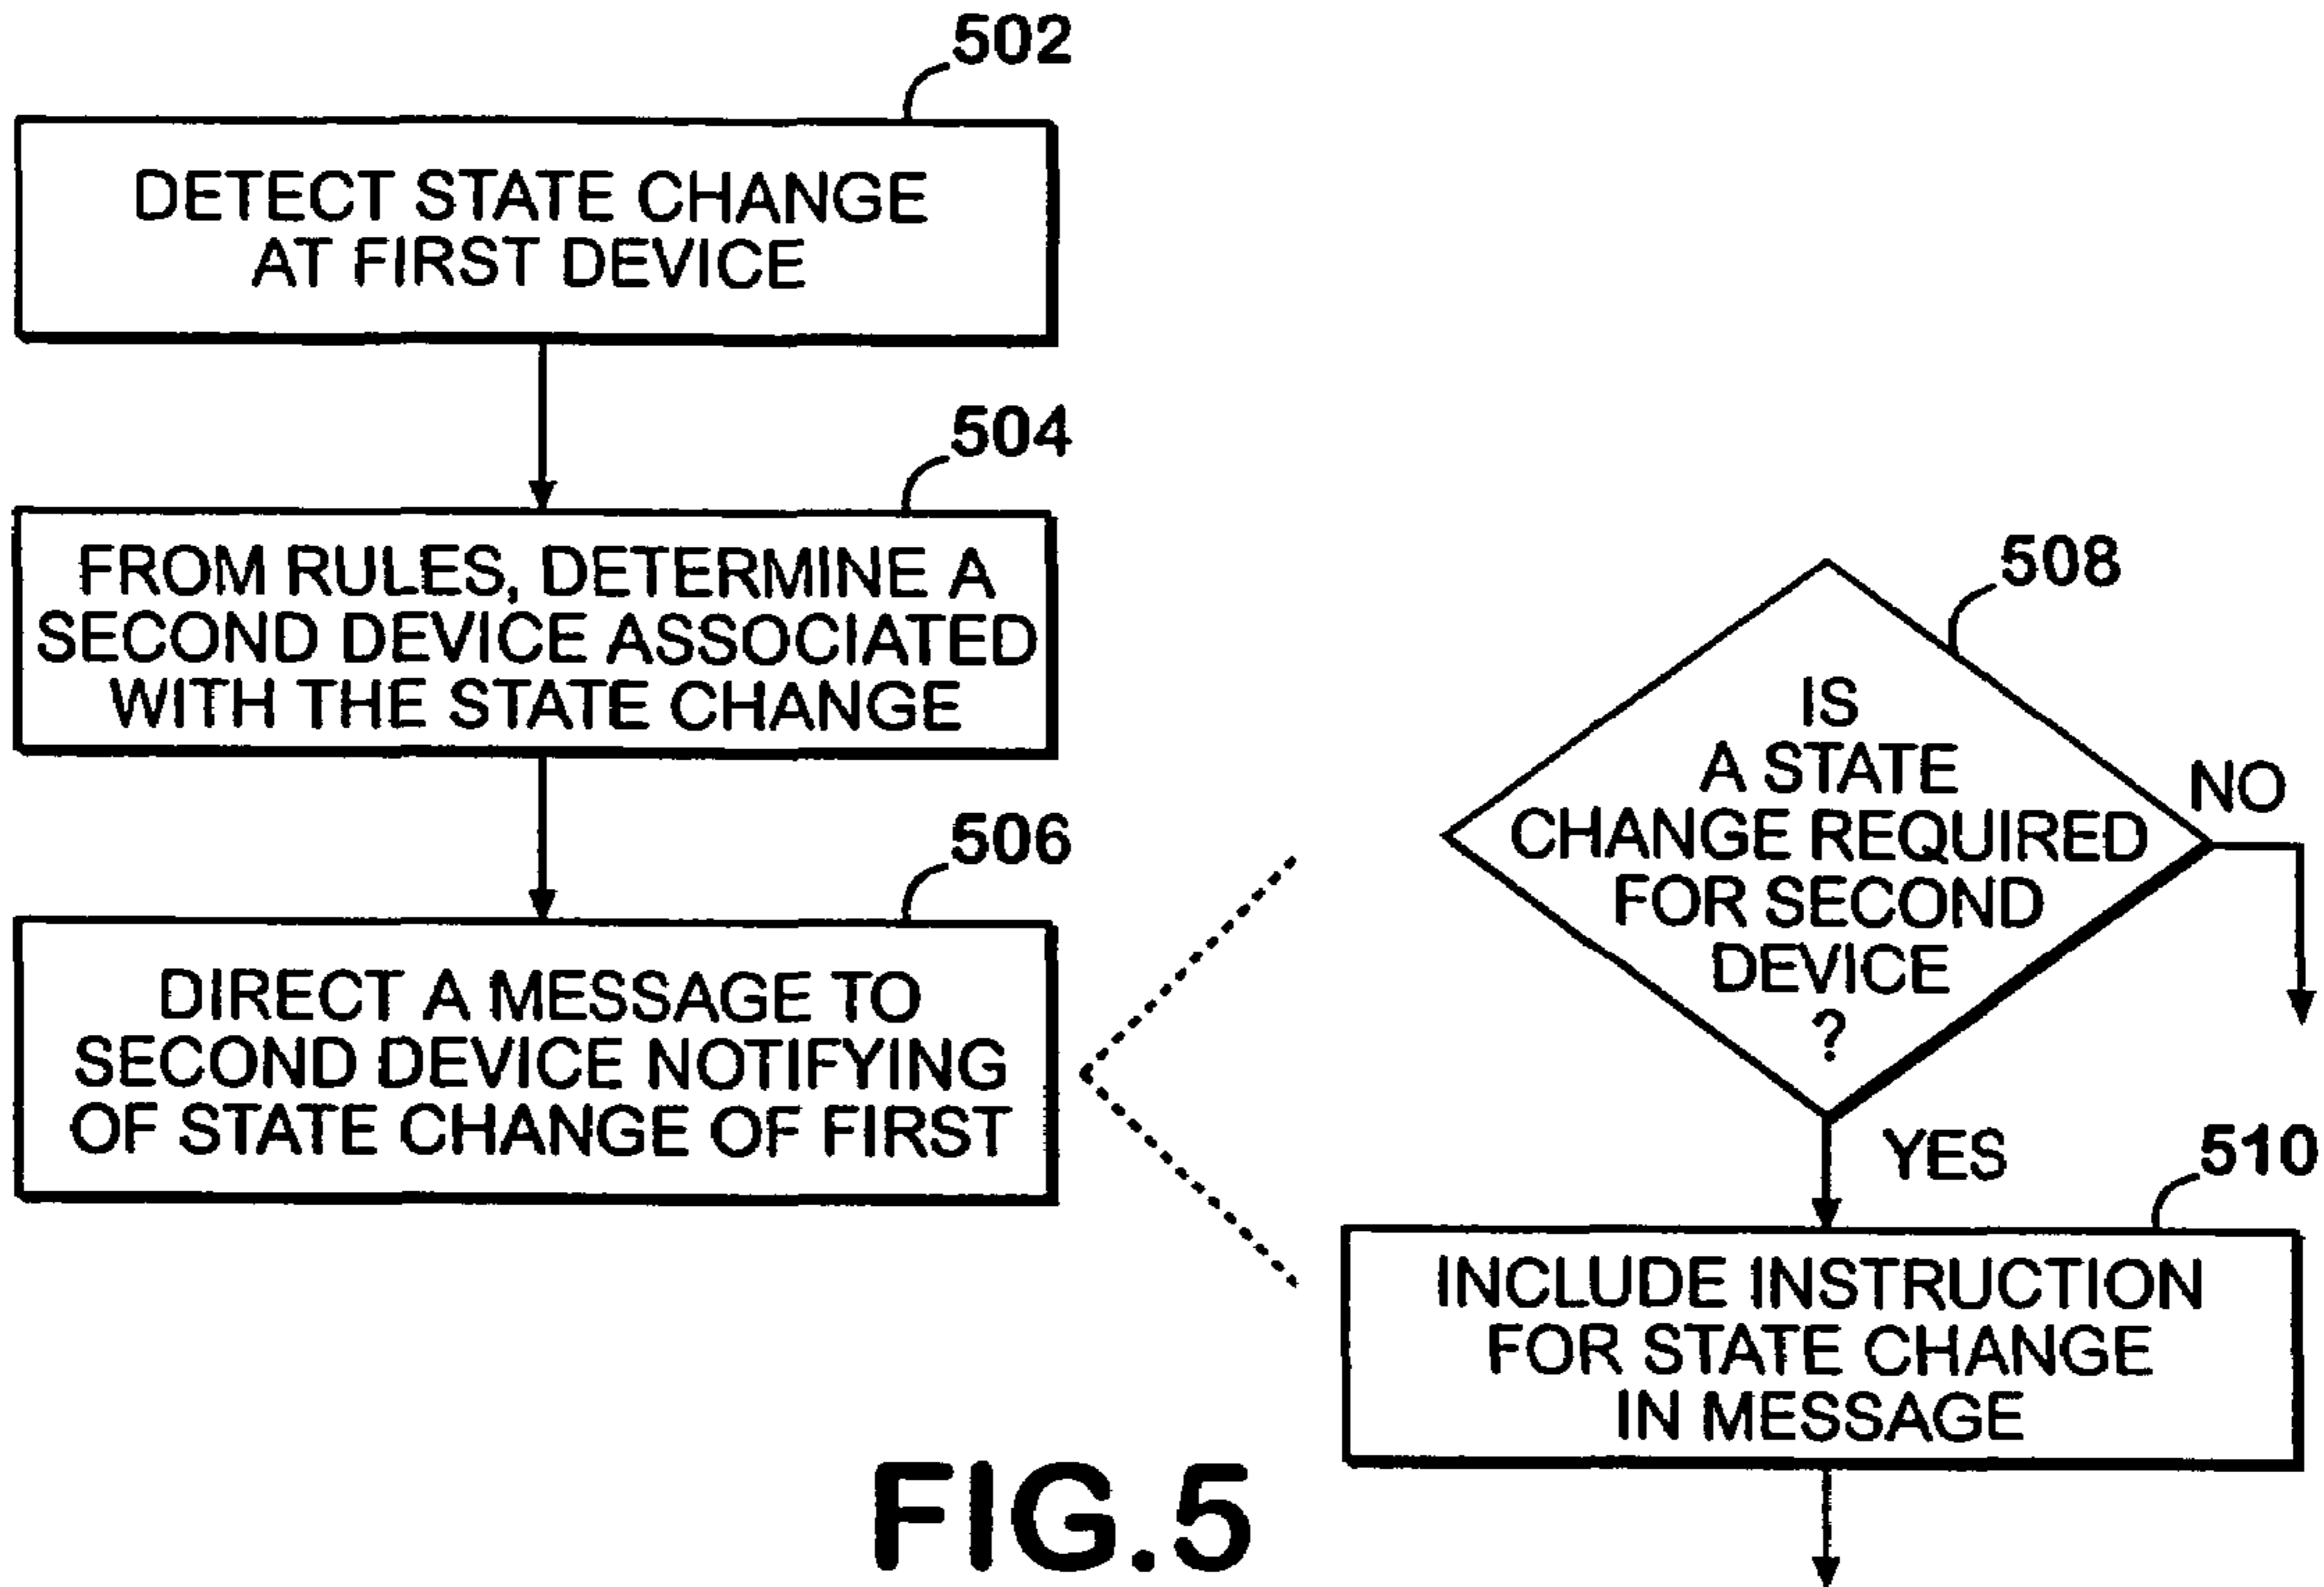 502
DETECT STATE CHANGE
AT FIRST DEVICE
504
FROM RULES, DETERMINE A
SECOND DEVICE ASSOCIATED
WITH THE STATE CHANGE
506
DIRECT A MESSAGE TO
SECOND DEVICE NOTIFYING
OF STATE CHANGE OF FIRST
508
IS
A STATE
CHANGE REQUIRED
FOR SECOND
DEVICE
?
NO
YES
510
INCLUDE INSTRUCTION
FOR STATE CHANGE
IN MESSAGE
FIG.5